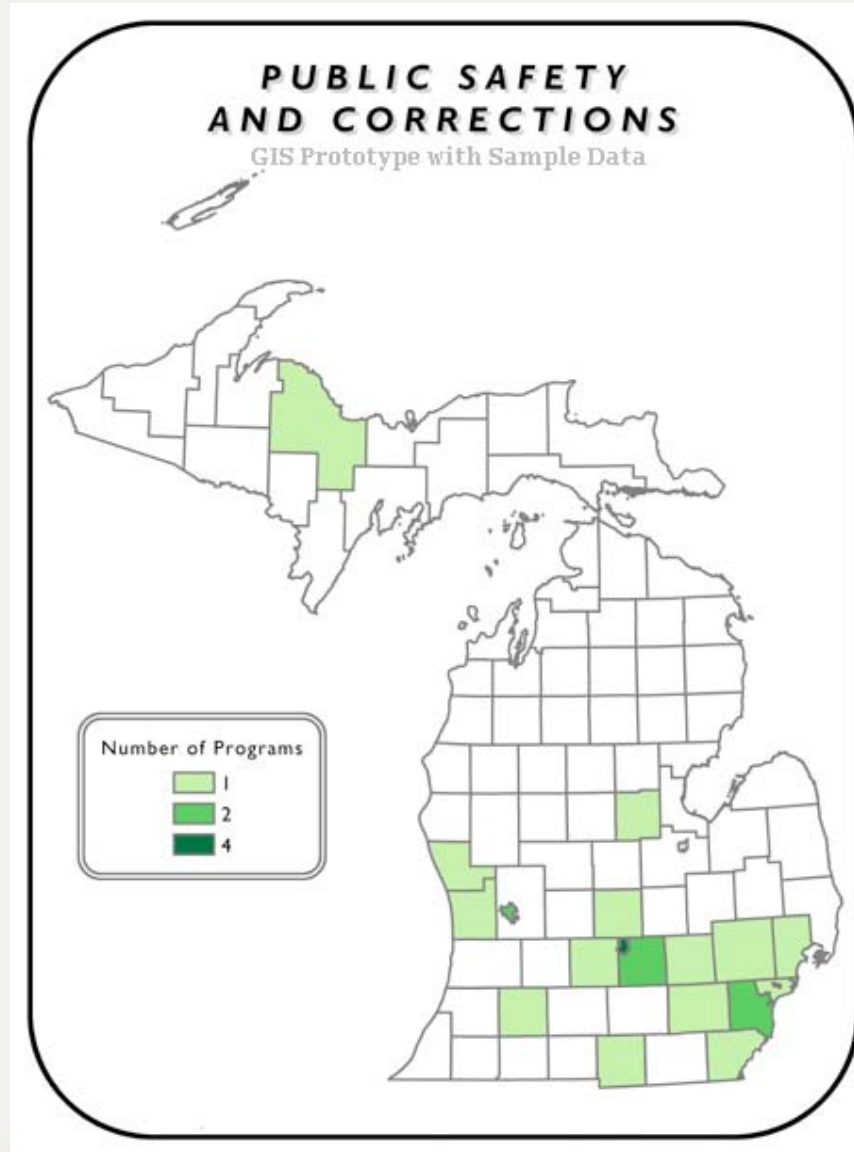 PUBLIC SAFETY
AND CORRECTIONS
GIS Prototype with Sample Data
Number of Programs
1
2
4